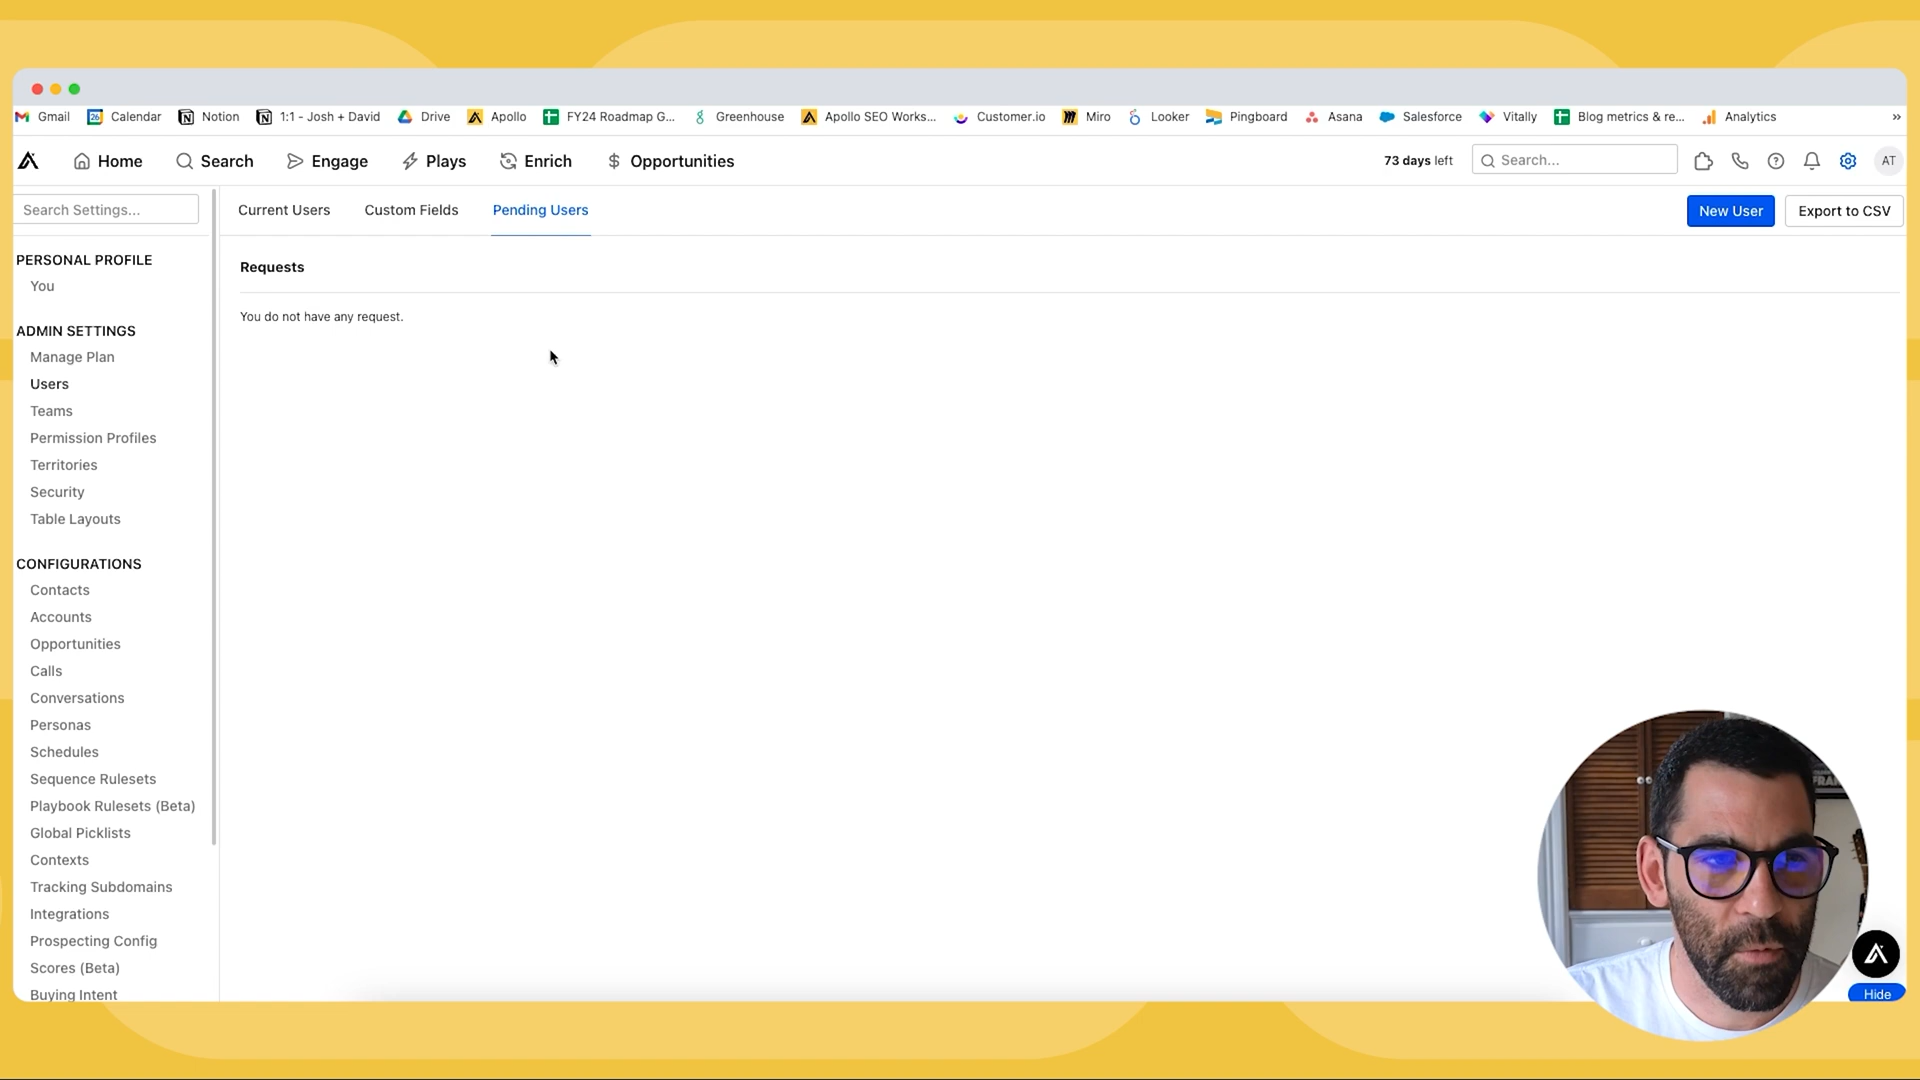 Gmail Calendar Notion 1:1 - Josh + David Drive Apollo FY24 Roadmap G... Greenhouse Apollo SEO Works... Customer.io Miro Looker Pingboard Asana Salesforce Vitally Blog metrics & re... Analytics »
Home Search Engage Plays Enrich Opportunities 73 days left Search... AT
Search Settings...
Current Users Custom Fields Pending Users New User Export to CSV
PERSONAL PROFILE
You
ADMIN SETTINGS
Manage Plan
Users
Teams
Permission Profiles
Territories
Security
Table Layouts
CONFIGURATIONS
Contacts
Accounts
Opportunities
Calls
Conversations
Personas
Schedules
Sequence Rulesets
Playbook Rulesets (Beta)
Global Picklists
Contexts
Tracking Subdomains
Integrations
Prospecting Config
Scores (Beta)
Buying Intent
Requests
You do not have any request.
Hide